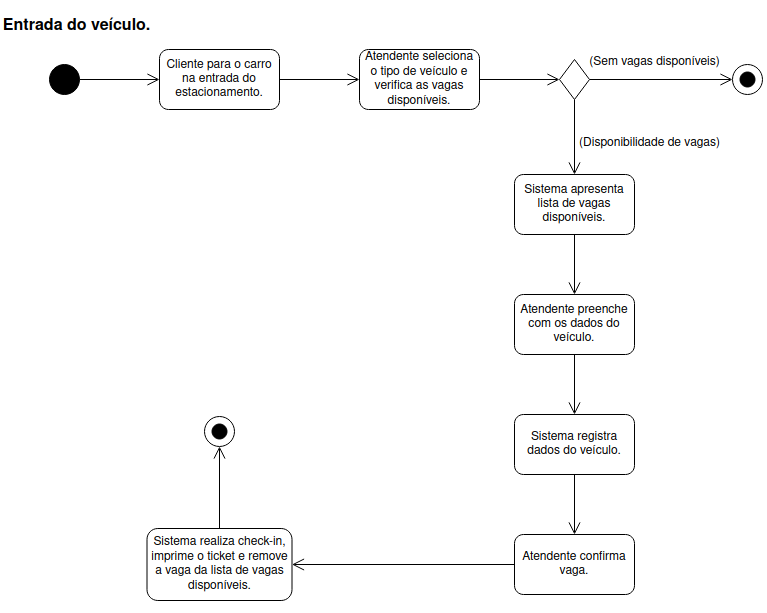 Entrada do veículo.
Cliente para o carro
na entrada do
estacionamento.
Atendente seleciona
o tipo de veículo e
verifica as vagas
disponíveis.
(Sem vagas disponíveis)
(Disponibilidade de vagas)
Sistema apresenta
lista de vagas
disponíveis.
Atendente preenche
com os dados do
veículo.
Sistema registra
dados do veículo.
Atendente confirma
vaga.
Sistema realiza check-in,
imprime o ticket e remove
a vaga da lista de vagas
disponíveis.